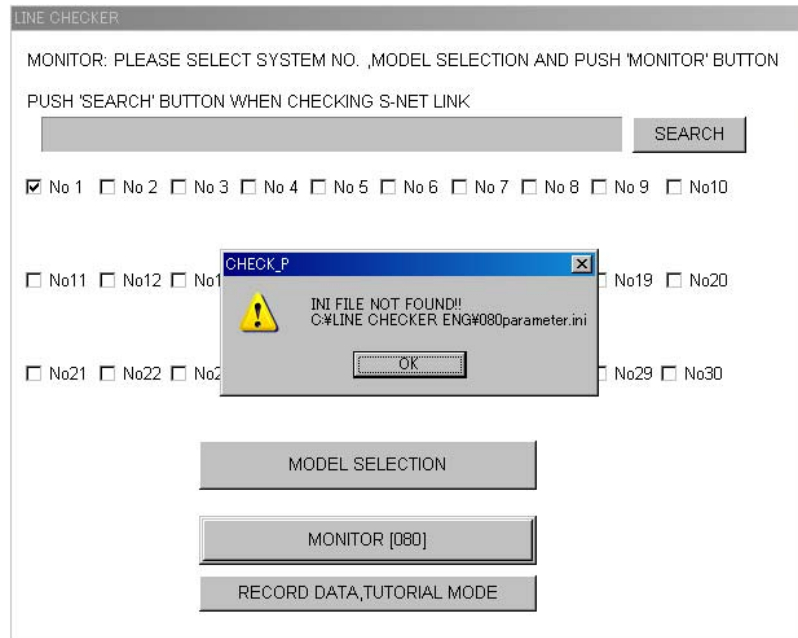 LINE CHECKER
MONITOR: PLEASE SELECT SYSTEM NO. ,MODEL SELECTION AND PUSH 'MONITOR' BUTTON
PUSH 'SEARCH' BUTTON WHEN CHECKING S-NET LINK
SEARCH
No 1 No 2 No 3 No 4 No 5 No 6 No 7 No 8 No 9 No10
CHECK_P
No11 No12 No19 No20
INI FILE NOT FOUND!!
C:¥LINE CHECKER ENG¥080parameter.ini
OK
No21 No22 No29 No30
MODEL SELECTION
MONITOR [080]
RECORD DATA,TUTORIAL MODE